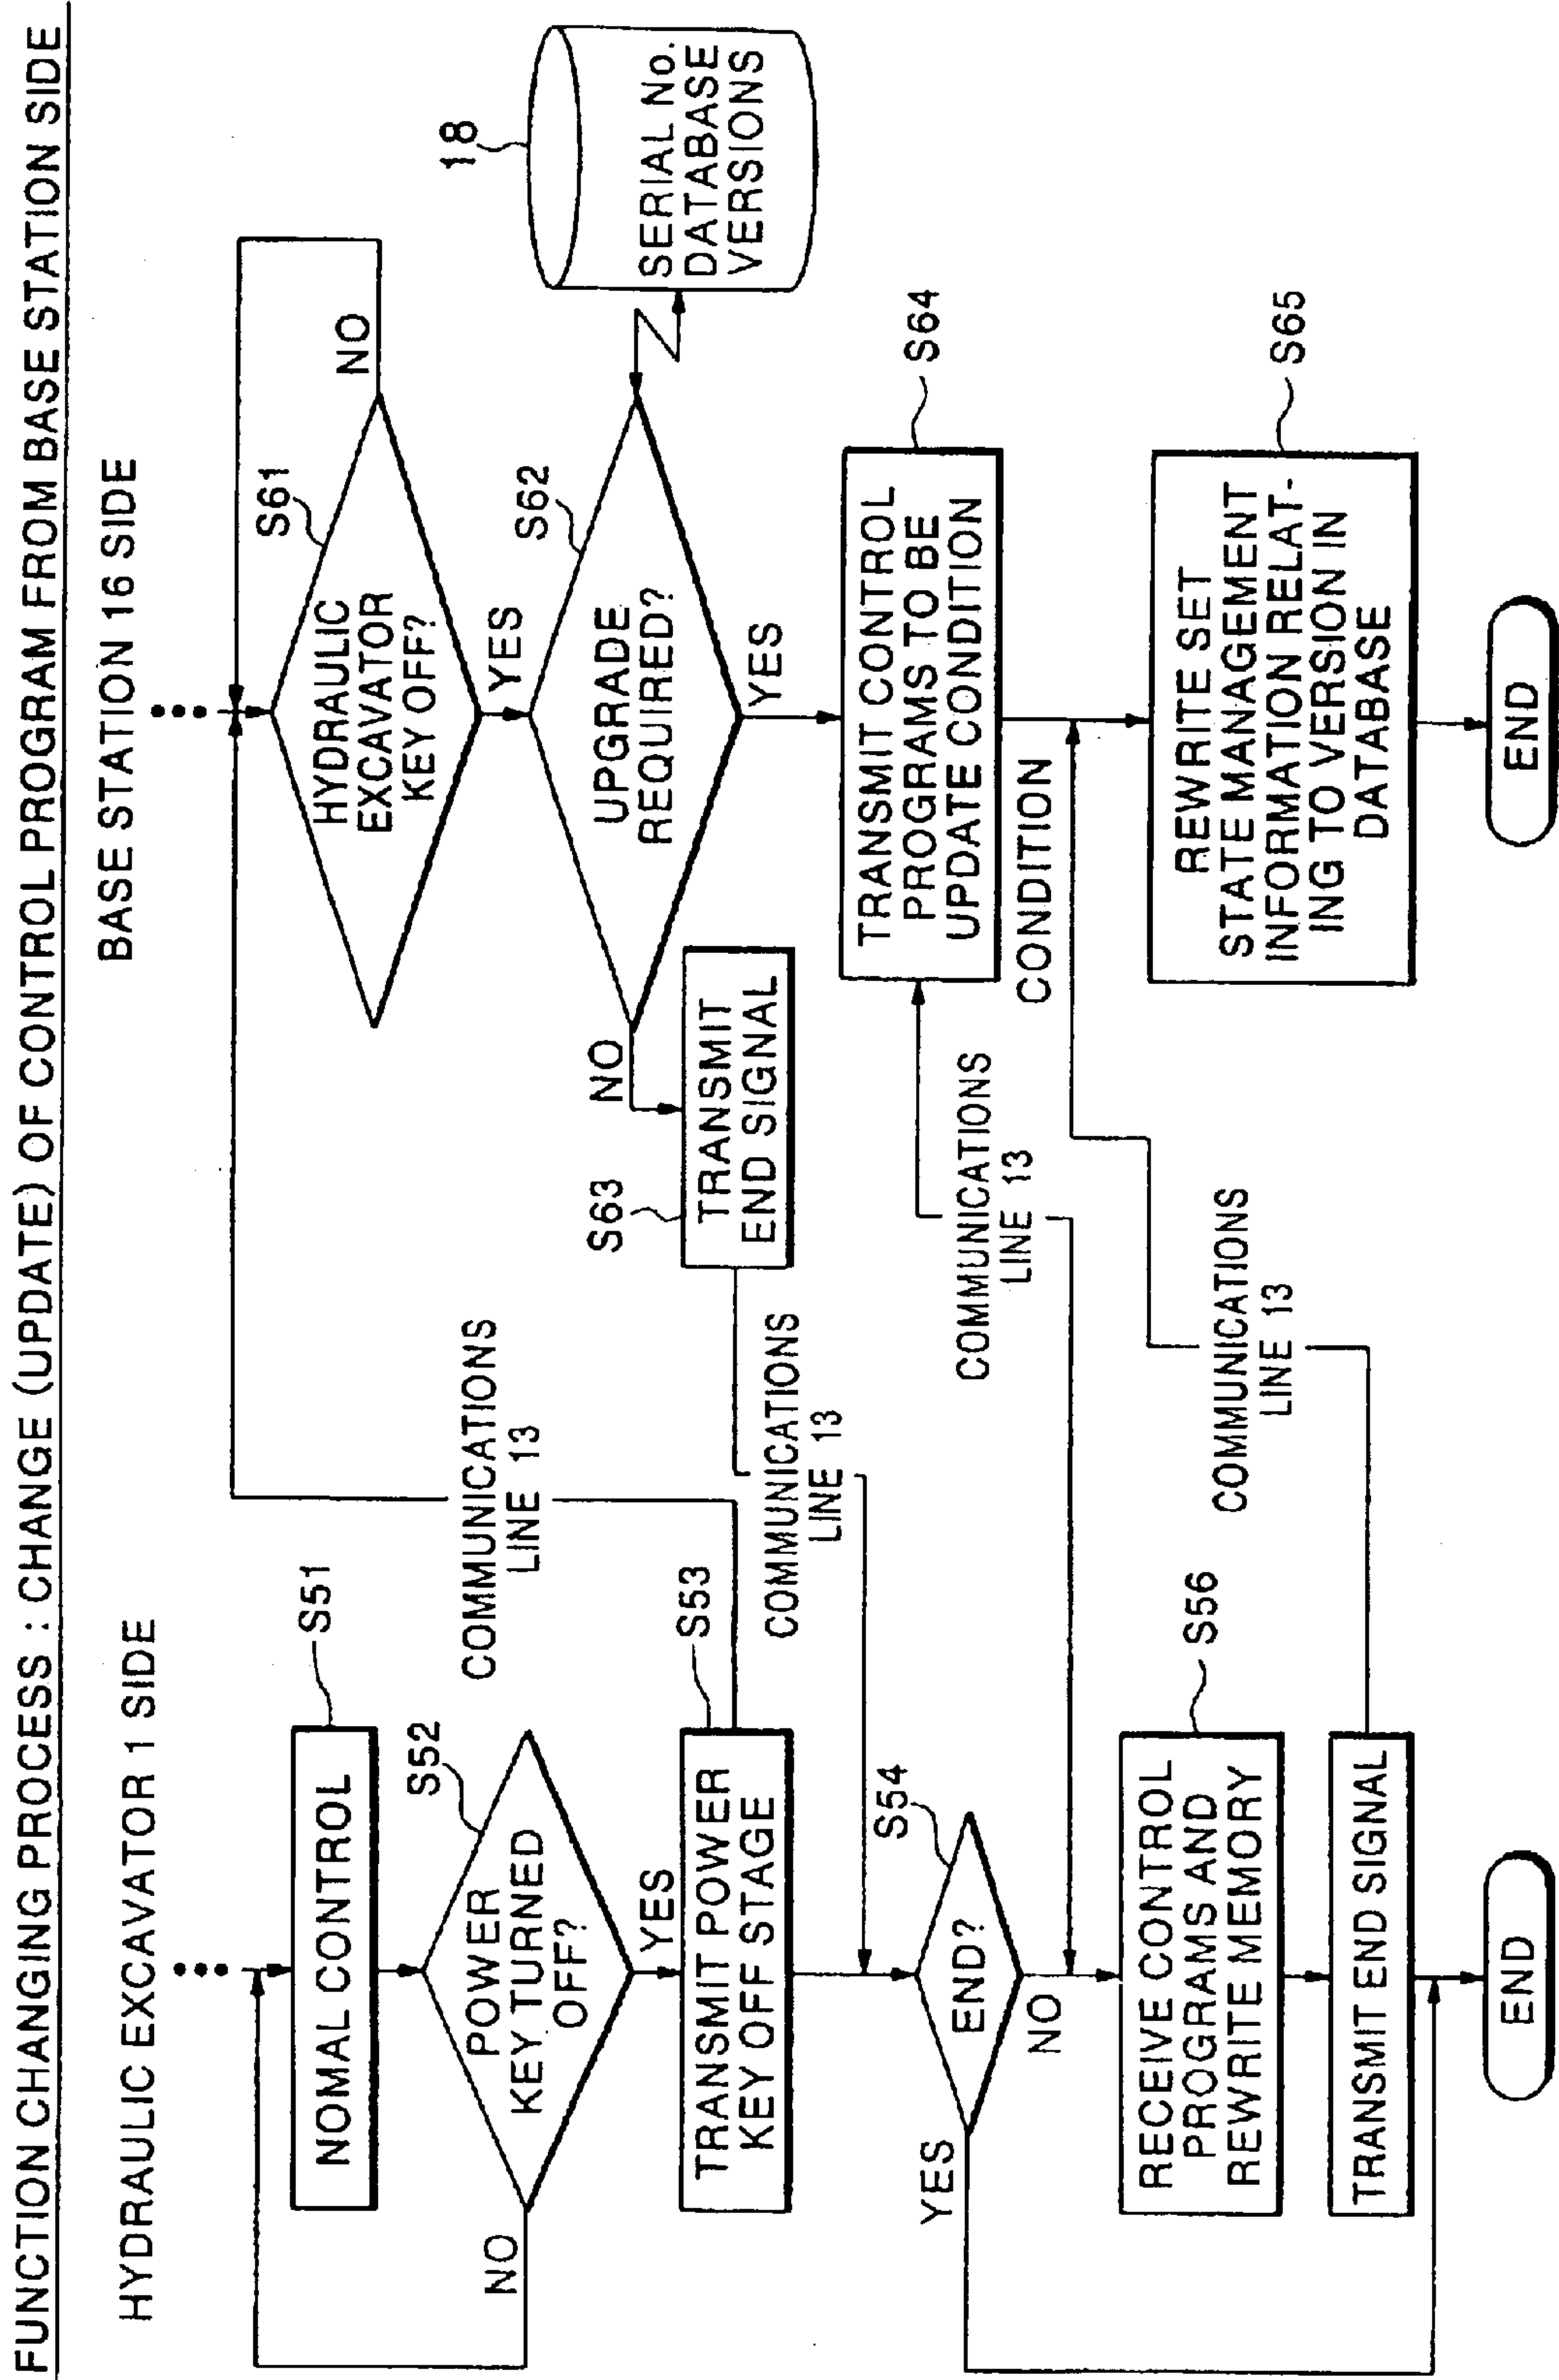 FUNCTION CHANGING PROCESS : CHANGE (UPDATE) OF CONTROL PROGRAM FROM BASE STATION SIDE
HYDRAULIC EXCAVATOR 1 SIDE
NOMAL CONTROL
S51
POWER
KEY TURNED
OFF?
S52
NO
YES
TRANSMIT POWER
KEY OFF STAGE
S53
COMMUNICATIONS
LINE 13
COMMUNICATIONS
LINE 13
END?
S54
YES
NO
RECEIVE CONTROL
PROGRAMS AND
REWRITE MEMORY
S56
TRANSMIT END SIGNAL
END
COMMUNICATIONS
LINE 13
COMMUNICATIONS
LINE 13
BASE STATION 16 SIDE
HYDRAULIC
EXCAVATOR
KEY OFF?
S61
NO
YES
UPGRADE
REQUIRED?
S62
18
SERIAL No.
DATABASE
VERSIONS
NO
YES
S63
TRANSMIT
END SIGNAL
TRANSMIT CONTROL
PROGRAMS TO BE
UPDATE CONDITION
S64
CONDITION
REWRITE SET
STATE MANAGEMENT
INFORMATION RELAT-
ING TO VERSION IN
DATABASE
S65
END